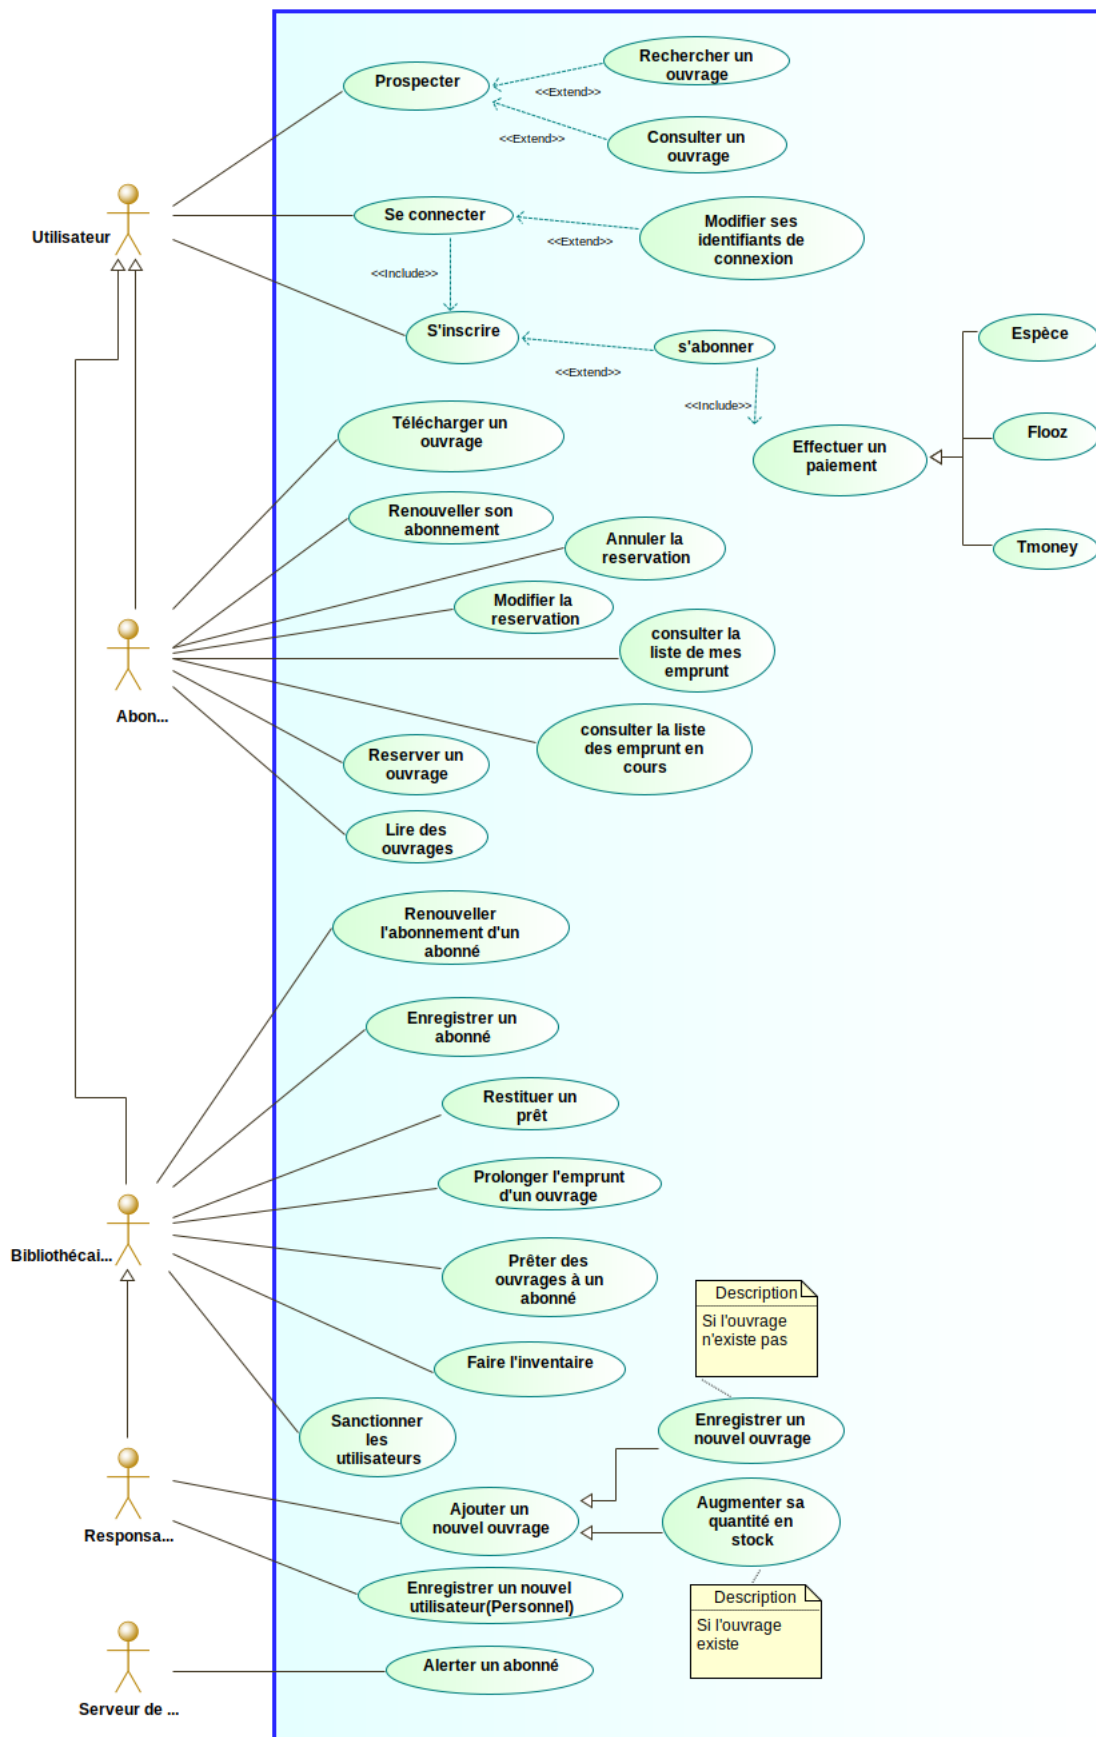 Rechercher un
ouvrage
Prospecter
<<Extend>>
<<Extend>>
Consulter un
ouvrage
Utilisateur
Se connecter
Modifier ses
identifiants de
connexion
<<Extend>>
<<Include>>
S'inscrire
s'abonner
<<Extend>>
<<Include>>
Espèce
Flooz
Tmoney
Effectuer un
paiement
Télécharger un
ouvrage
Renouveller son
abonnement
Annuler la
reservation
Modifier la
reservation
consulter la
liste de mes
emprunt
Abon...
consulter la liste
des emprunt en
cours
Reserver un
ouvrage
Lire des
ouvrages
Renouveller
l'abonnement d'un
abonné
Enregistrer un
abonné
Restituer un
prêt
Prolonger l'emprunt
d'un ouvrage
Bibliothécai...
Prêter des
ouvrages à un
abonné
Description
Si l'ouvrage
n'existe pas
Faire l'inventaire
Sanctionner
les
utilisateurs
Enregistrer un
nouvel ouvrage
Responsa...
Ajouter un
nouvel ouvrage
Augmenter sa
quantité en
stock
Enregistrer un nouvel
utilisateur(Personnel)
Description
Si l'ouvrage
existe
Alerter un abonné
Serveur de ...